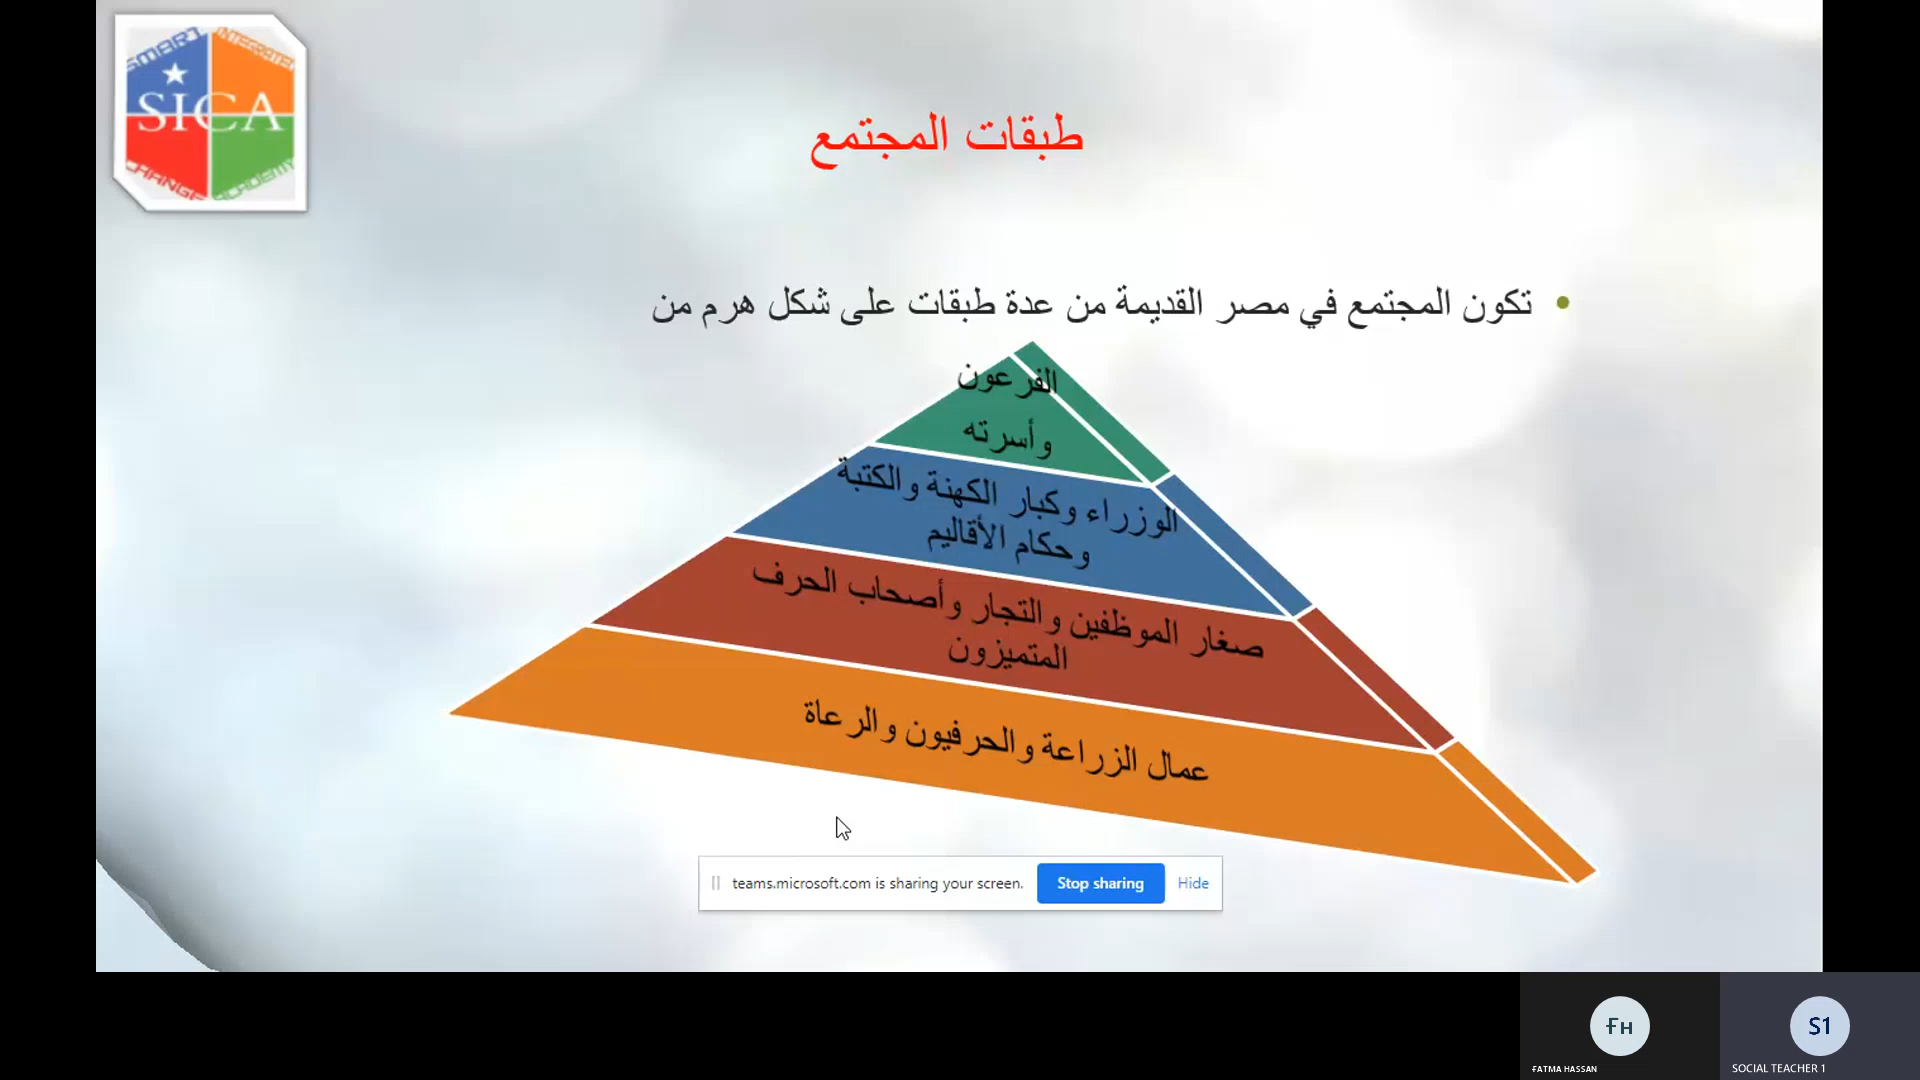 SMART INTEGRATED
SICA
CHANGE ACADEMY
طبقات المجتمع
• تكون المجتمع في مصر القديمة من عدة طبقات على شكل هرم من
الفرعون
وأسرته
الوزراء وكبار الكهنة والكتبة
وحكام الأقاليم
صغار الموظفين والتجار وأصحاب الحرف
المتميزون
عمال الزراعة والحرفيون والرعاة
teams.microsoft.com is sharing your screen. Stop sharing Hide
FH
FATMA HASSAN
S1
SOCIAL TEACHER 1